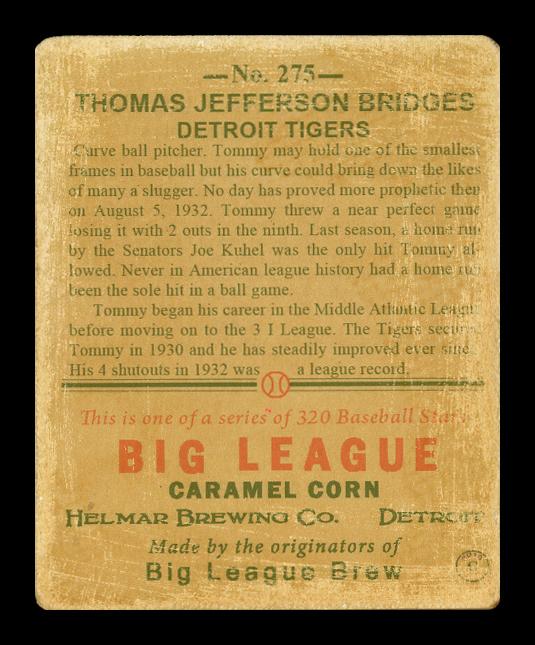 —No. 275—
THOMAS JEFFERSON BRIDGES
DETROIT TIGERS
Curve ball pitcher. Tommy may hold one of the smallest
frames in baseball but his curve could bring down the likes
of many a slugger. No day has proved more prophetic then
on August 5, 1932. Tommy threw a near perfect game
losing it with 2 outs in the ninth. Last season, a home run
by the Senators Joe Kuhel was the only hit Tommy al-
lowed. Never in American league history had a home run
been the sole hit in a ball game.
Tommy began his career in the Middle Atlantic League
before moving on to the 3 I League. The Tigers secured
Tommy in 1930 and he has steadily improved ever since.
His 4 shutouts in 1932 was a league record.
This is one of a series of 320 Baseball Stars
BIG LEAGUE
CARAMEL CORN
HELMAR BREWING CO. DETROIT
Made by the originators of
Big League Brew